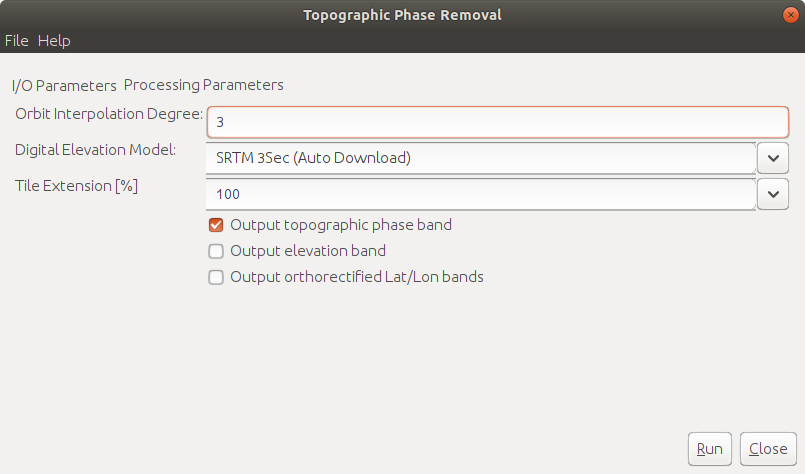 Topographic Phase Removal
File Help
I/O Parameters Processing Parameters
Orbit Interpolation Degree: 3
Digital Elevation Model: SRTM 3Sec (Auto Download)
Tile Extension [%] 100
Output topographic phase band
Output elevation band
Output orthorectified Lat/Lon bands
Run Close